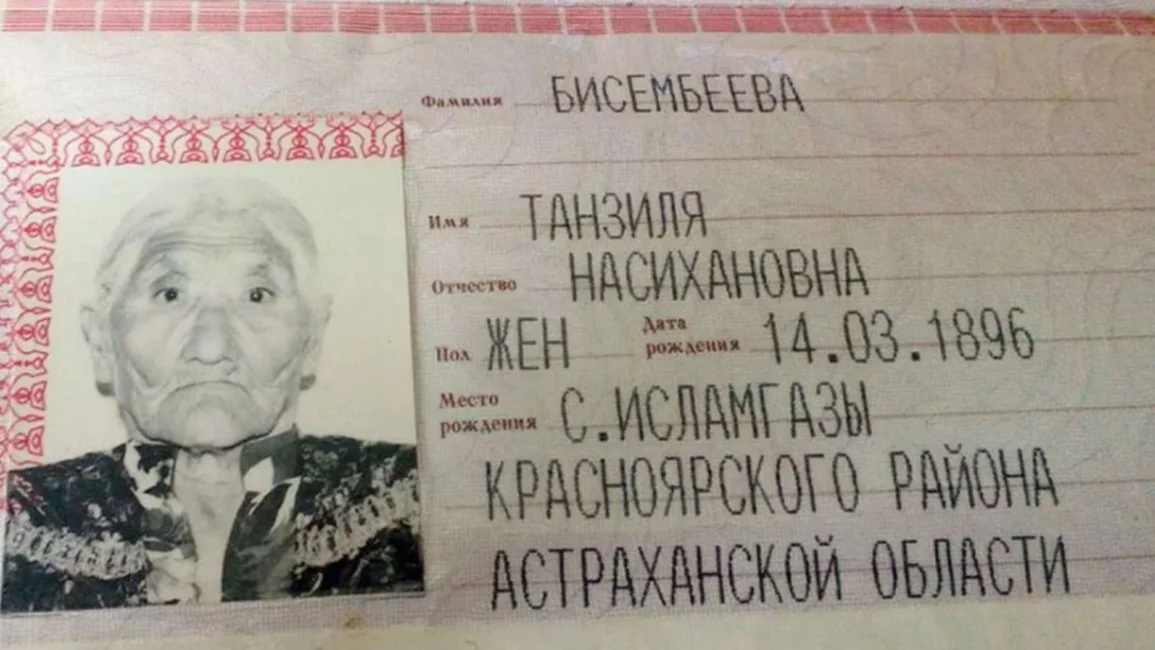 Фамилия БИСЕМБЕЕВА
Имя ТАНЗИЛЯ
Отчество НАСИХАНОВНА
Пол ЖЕН Дата рождения 14.03.1896
Место рождения С.ИСЛАМГАЗЫ
КРАСНОЯРСКОГО РАЙОНА
АСТРАХАНСКОЙ ОБЛАСТИ